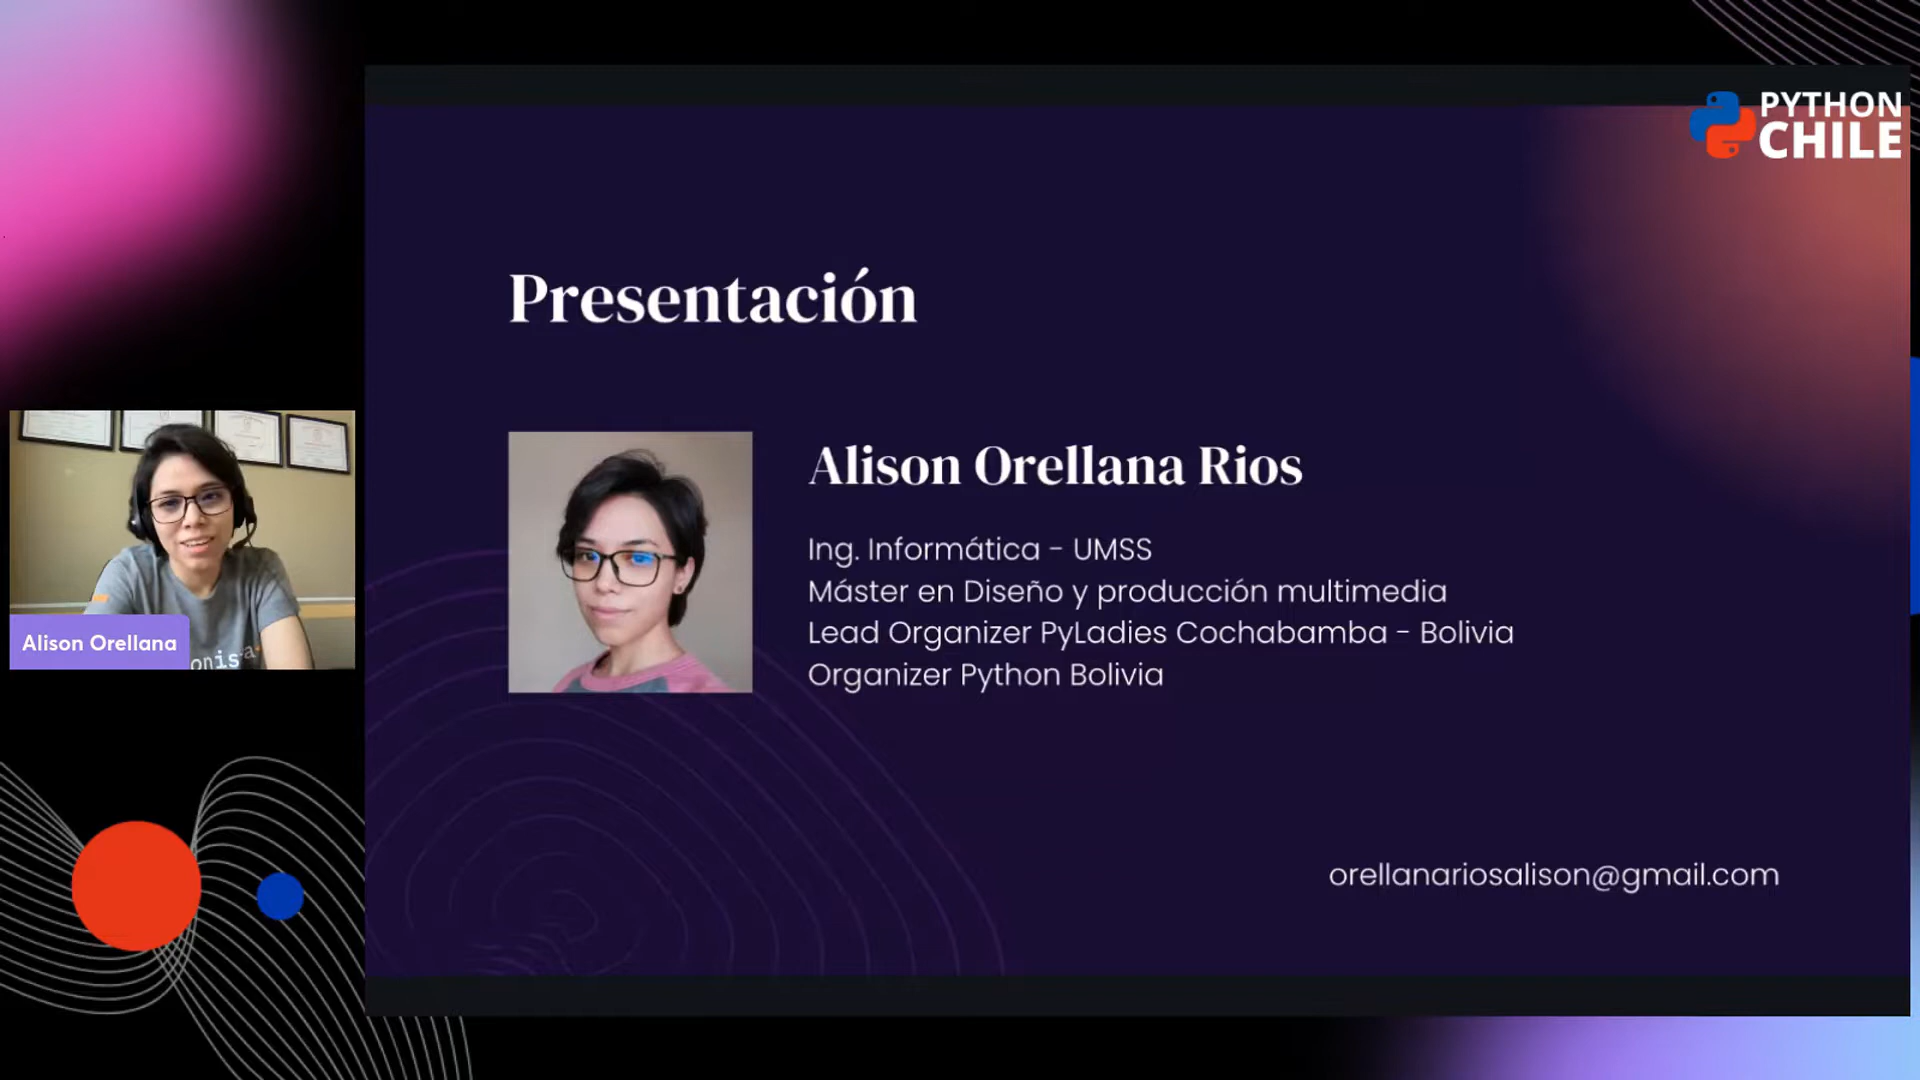 PYTHON
CHILE
Presentación
Alison Orellana Rios
Ing. Informática - UMSS
Máster en Diseño y producción multimedia
Lead Organizer PyLadies Cochabamba - Bolivia
Organizer Python Bolivia
orellanariosalison@gmail.com
Alison Orellana